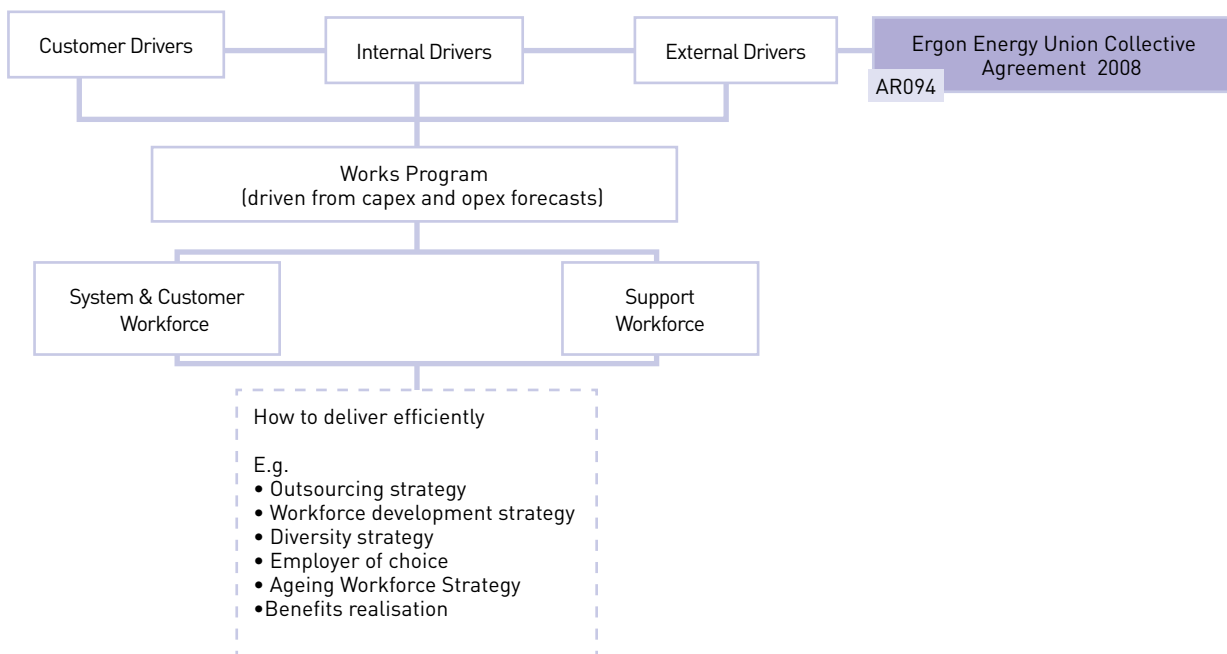 Customer Drivers
Internal Drivers
External Drivers
Ergon Energy Union Collective
Agreement 2008
AR094
Works Program
(driven from capex and opex forecasts)
System & Customer
Workforce
Support
Workforce
How to deliver efficiently
E.g.
• Outsourcing strategy
• Workforce development strategy
• Diversity strategy
• Employer of choice
• Ageing Workforce Strategy
•Benefits realisation